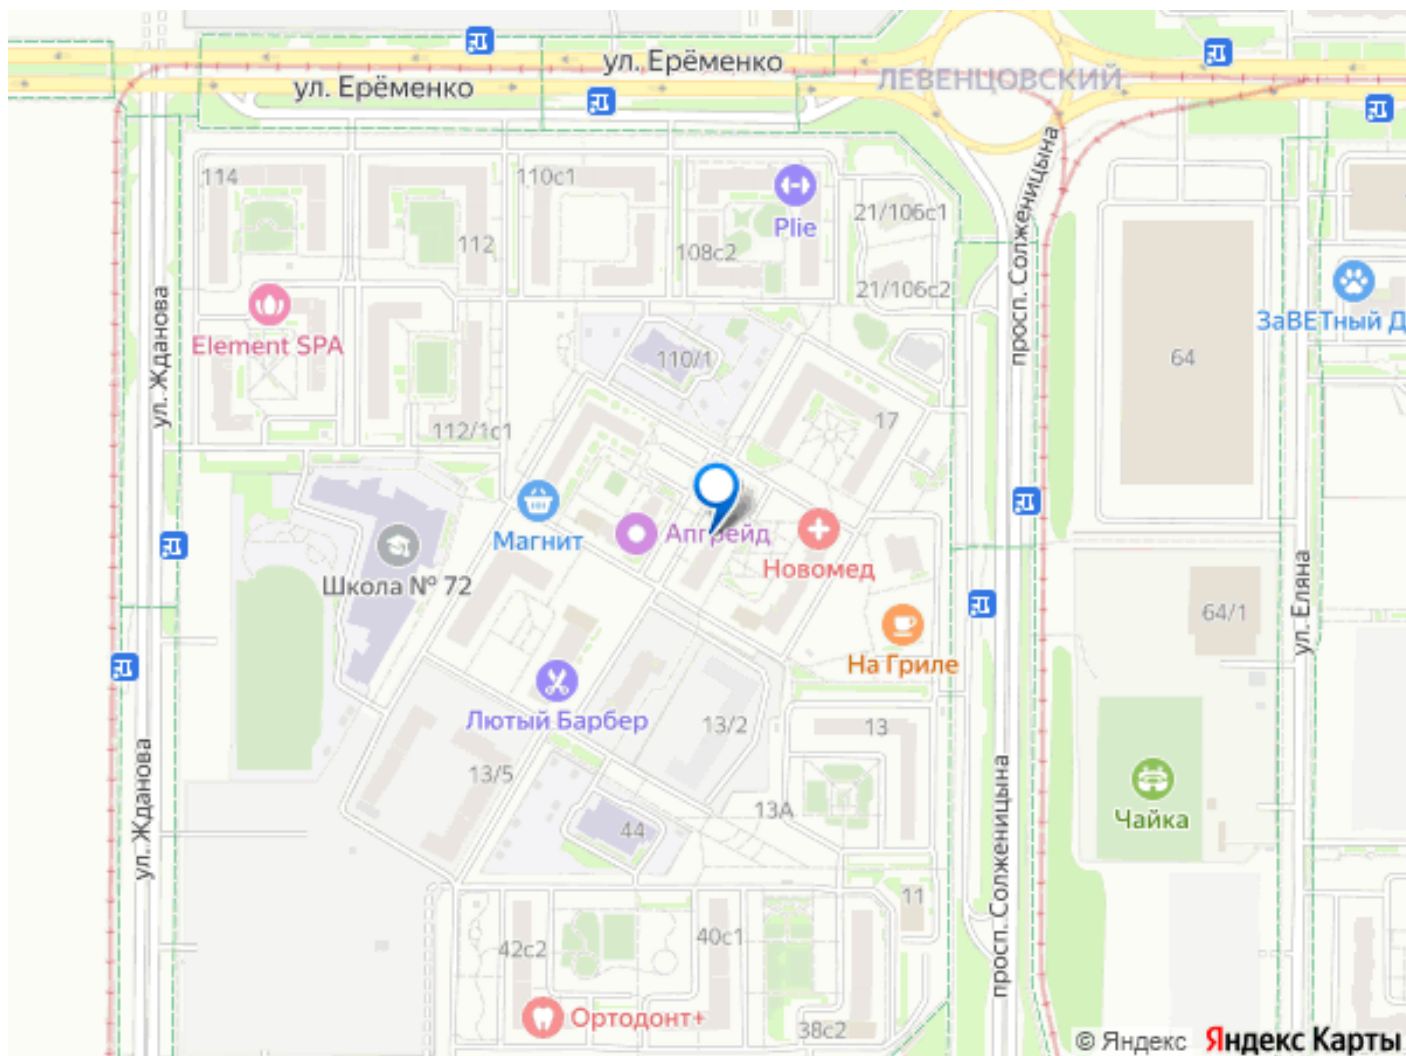 ул. Ерёменко
ул. Ерёменко
ЛЕВЕНЦОВСКИЙ
просп. Солженицына
114
110с1
Plie
112
108с2
21/106с1
21/106с2
ул. Жданова
Element SPA
ЗаВЕТный Д
110/1
64
112/1с1
17
Магнит
Апгрейд
Новомед
Школа № 72
64/1
ул. Еляна
На Гриле
Лютый Барбер
13/2
13
13/5
ул. Жданова
13А
Чайка
просп. Солженицына
44
11
42с2
40с1
Ортодонт+
38с2
© Яндекс Яндекс Карты